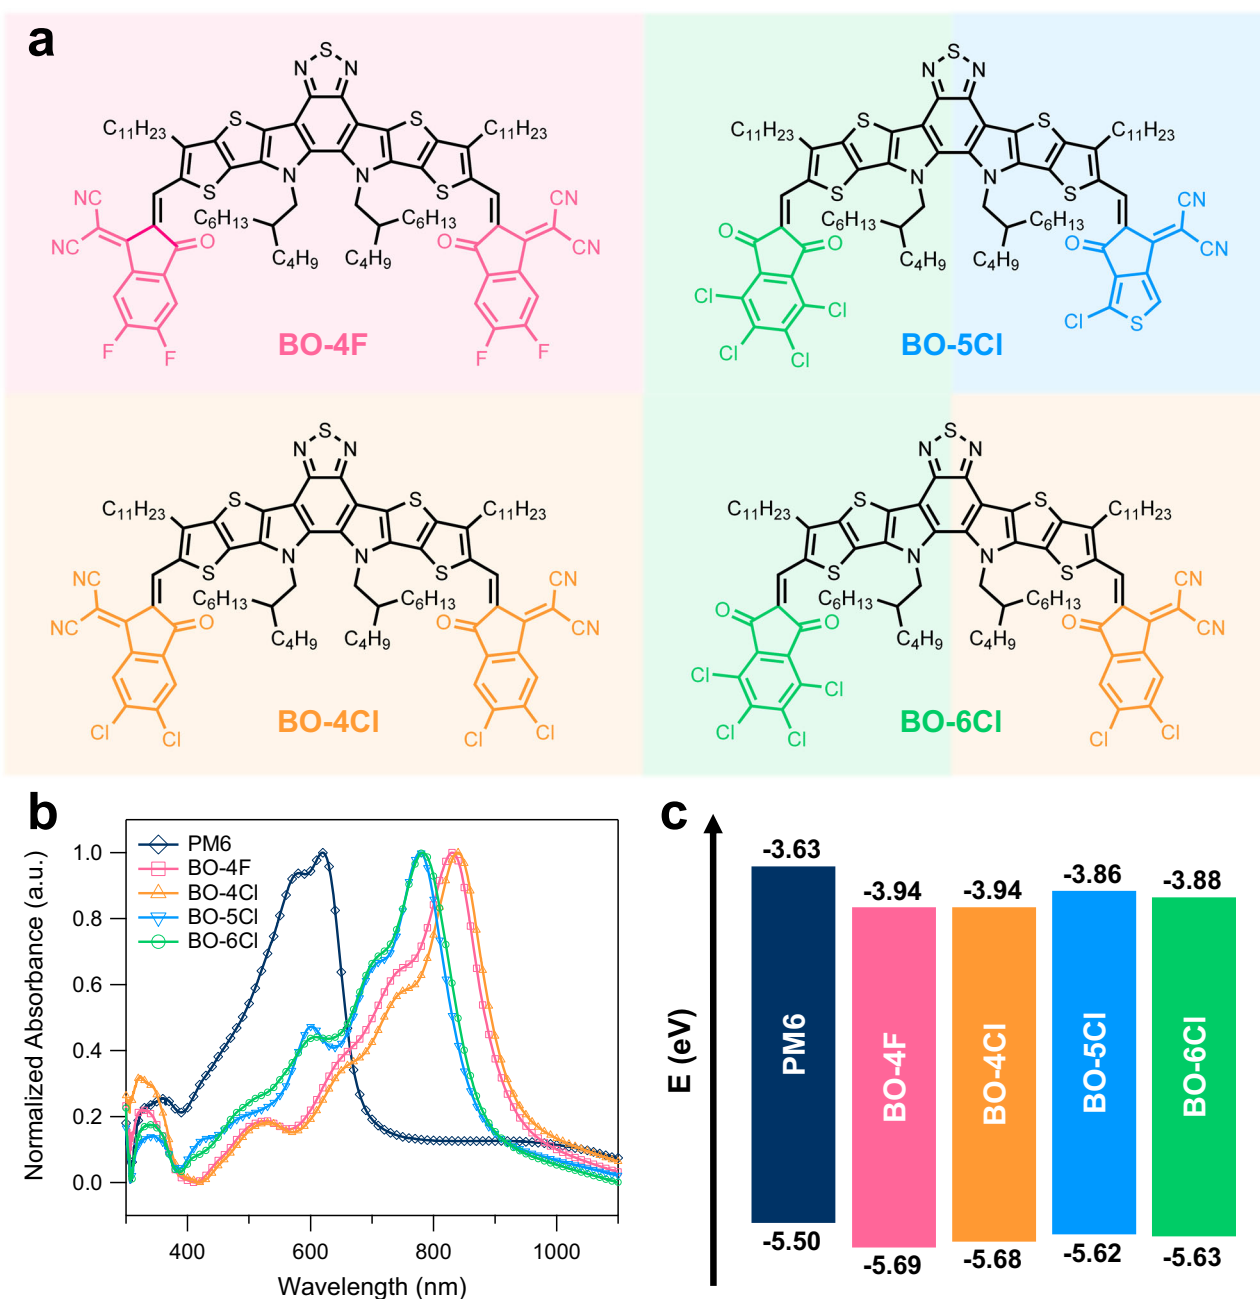 a
S
N N
C11H23 S S C11H23
S N N S
NC CN
C6H13 C6H13
NC O O CN
C4H9 C4H9
F F F F
BO-4F
S
N N
C11H23 S S C11H23
S N N S
CN
C6H13 C6H13
O O O CN
C4H9 C4H9
Cl Cl
Cl S
Cl Cl
BO-5Cl
S
N N
C11H23 S S C11H23
S N N S
NC CN
C6H13 C6H13
NC O O CN
C4H9 C4H9
Cl Cl Cl Cl
BO-4Cl
S
N N
C11H23 S S C11H23
S N N S
CN
C6H13 C6H13
O O O CN
C4H9 C4H9
Cl Cl
Cl Cl Cl Cl
BO-6Cl
b
PM6
BO-4F
BO-4Cl
BO-5Cl
BO-6Cl
1.0
0.8
0.6
0.4
0.2
0.0
Normalized Absorbance (a.u.)
400 600 800 1000
Wavelength (nm)
c
E (eV)
-3.63
PM6
-5.50
-3.94
BO-4F
-5.69
-3.94
BO-4Cl
-5.68
-3.86
BO-5Cl
-5.62
-3.88
BO-6Cl
-5.63